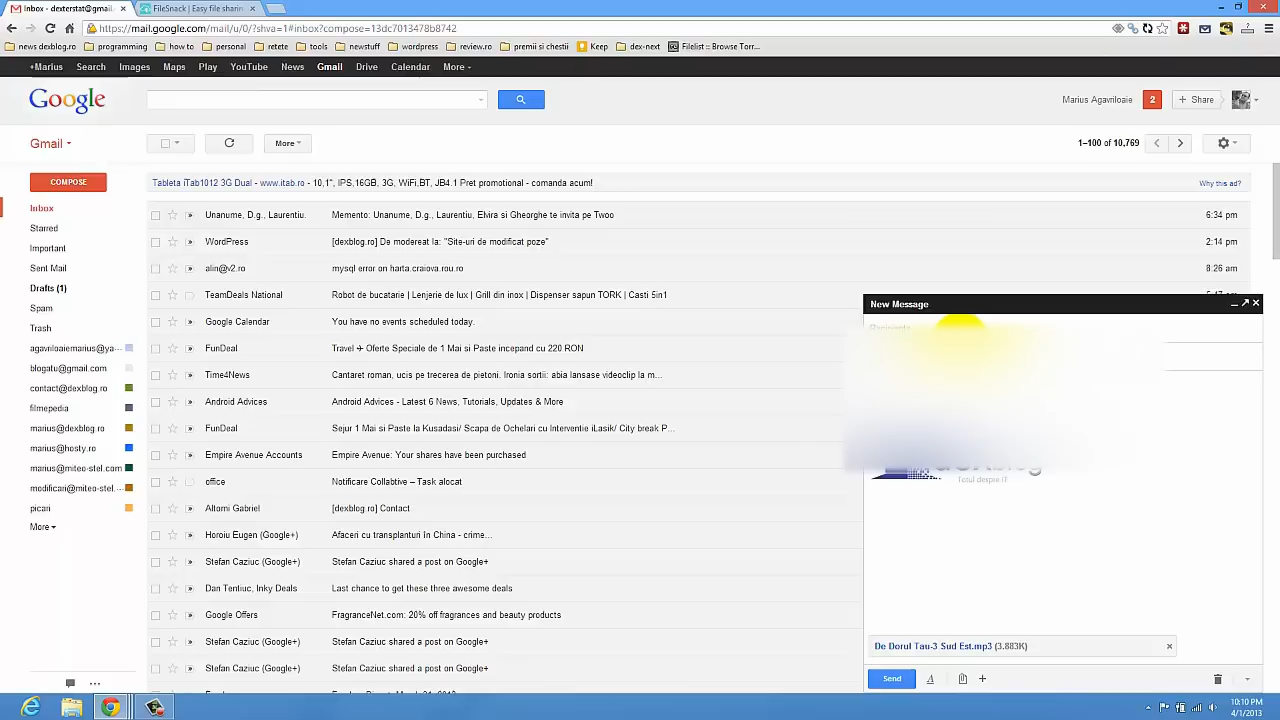 Inbox - dexterstat@gmail.
FileSnack | Easy file sharin
https://mail.google.com/mail/u/0/?shva=1#inbox?compose=13dc7013478b8742
news dexblog.ro
programming
how to
personal
retete
tools
newstuff
wordpress
review.ro
premii si chestii
Keep
dex-next
Filelist :: Browse Torr...
+Marius Search Images Maps Play YouTube News Gmail Drive Calendar More
Google
Marius Agavriloaie 2 + Share
Gmail
More
1–100 of 10,769
COMPOSE
Inbox
Starred
Important
Sent Mail
Drafts (1)
Spam
Trash
agavriloaiemarius@ya...
blogatu@gmail.com
contact@dexblog.ro
filmepedia
marius@dexblog.ro
marius@hosty.ro
marius@miteo-stel.com
modificari@miteo-stel....
picari
More
Tableta iTab1012 3G Dual - www.itab.ro - 10,1", IPS,16GB, 3G, WiFi,BT, JB4.1 Pret promotional - comanda acum!
Why this ad?
Unanume, D.g., Laurentiu. Memento: Unanume, D.g., Laurentiu, Elvira si Gheorghe te invita pe Twoo 6:34 pm
WordPress [dexblog.ro] De modereat la: "Site-uri de modificat poze" 2:14 pm
alin@v2.ro mysql error on harta.craiova.rou.ro 8:26 am
TeamDeals National Robot de bucatarie | Lenjerie de lux | Grill din inox | Dispenser sapun TORK | Casti 5in1
Google Calendar You have no events scheduled today.
FunDeal Travel ✈ Oferte Speciale de 1 Mai si Paste incepand cu 220 RON
Time4News Cantaret roman, ucis pe trecerea de pietoni. Ironia sortii: abia lansase videoclip la m...
Android Advices Android Advices - Latest 6 News, Tutorials, Updates & More
FunDeal Sejur 1 Mai si Paste la Kusadasi/ Scapa de Ochelari cu Interventie iLasik/ City break P...
Empire Avenue Accounts Empire Avenue: Your shares have been purchased
Notificare Collabtive – Task alocat
Altomi Gabriel [dexblog.ro] Contact
Horoiu Eugen (Google+) Afaceri cu transplanturi în China - crime...
Stefan Caziuc (Google+) Stefan Caziuc shared a post on Google+
Dan Tentiuc, Inky Deals Last chance to get these three awesome deals
Google Offers FragranceNet.com: 20% off fragrances and beauty products
Stefan Caziuc (Google+) Stefan Caziuc shared a post on Google+
Stefan Caziuc (Google+) Stefan Caziuc shared a post on Google+
New Message
Recipients
Totul despre IT
De Dorul Tau-3 Sud Est.mp3 (3.883K)
Send
10:10 PM
4/1/2013